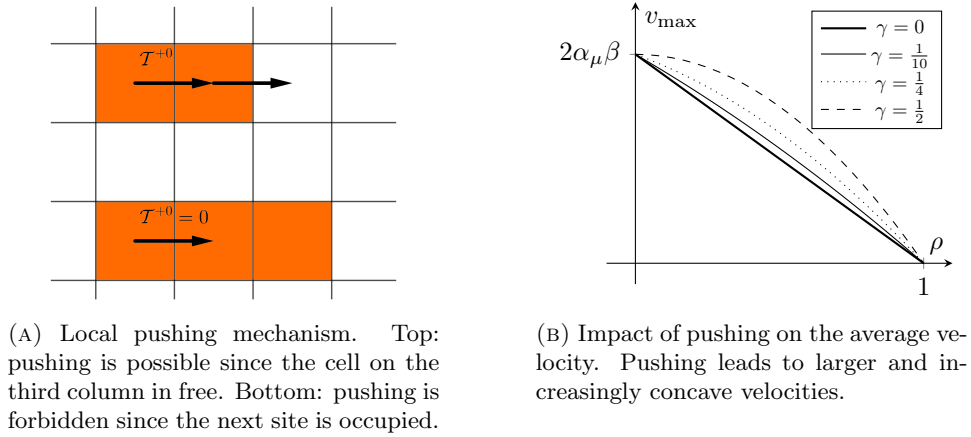 𝒯⁺⁰
𝒯⁺⁰ = 0
v_max
2α_μβ
ρ
1
γ = 0
γ = 1/10
γ = 1/4
γ = 1/2
(A) Local pushing mechanism. Top:
pushing is possible since the cell on the
third column in free. Bottom: pushing is
forbidden since the next site is occupied.
(B) Impact of pushing on the average ve-
locity. Pushing leads to larger and in-
creasingly concave velocities.